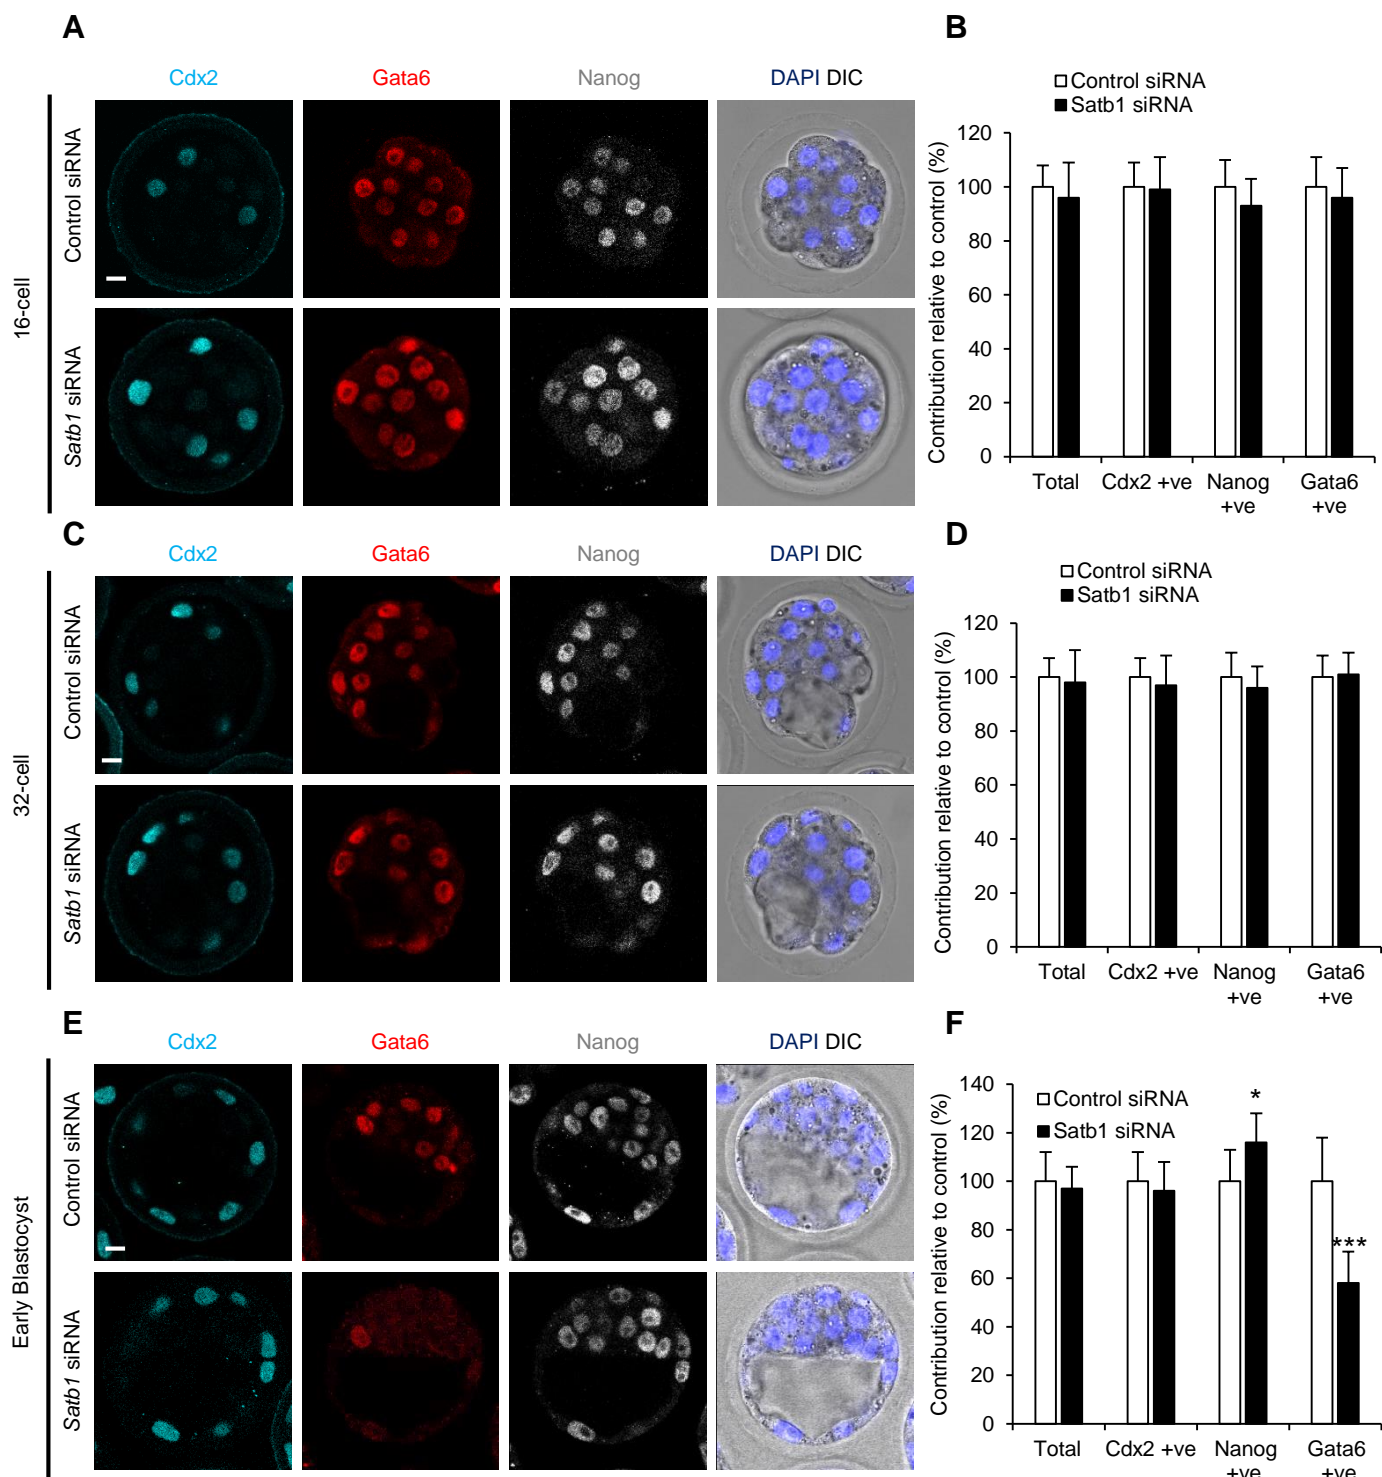 A
B
Cdx2
Gata6
Nanog
DAPI DIC
16-cell
Control siRNA
Satb1 siRNA
Control siRNA
Satb1 siRNA
Contribution relative to control (%)
120
100
80
60
40
20
0
Total
Cdx2 +ve
Nanog +ve
Gata6 +ve
C
D
Cdx2
Gata6
Nanog
DAPI DIC
32-cell
Control siRNA
Satb1 siRNA
Control siRNA
Satb1 siRNA
Contribution relative to control (%)
120
100
80
60
40
20
0
Total
Cdx2 +ve
Nanog
+ve
Gata6
+ve
E
F
Cdx2
Gata6
Nanog
DAPI DIC
Early Blastocyst
Control siRNA
Satb1 siRNA
Control siRNA
Satb1 siRNA
Contribution relative to control (%)
140
120
100
80
60
40
20
0
*
***
Total
Cdx2 +ve
Nanog
+ve
Gata6
+ve